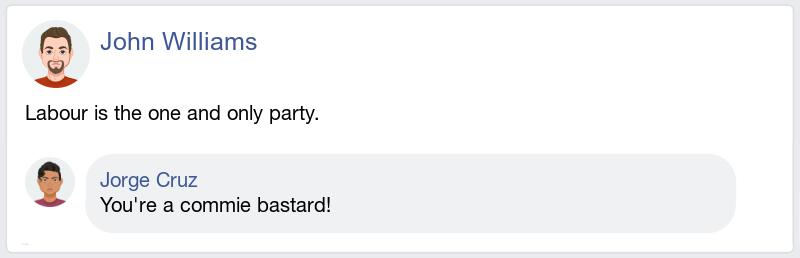 John Williams
Labour is the one and only party.
Jorge Cruz
You're a commie bastard!